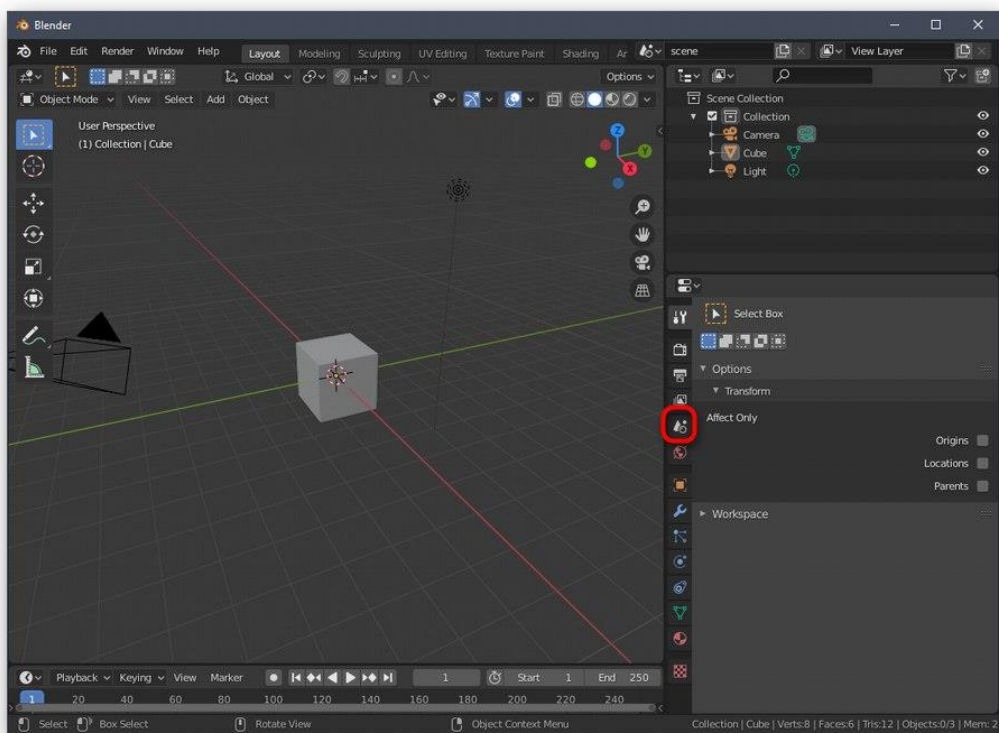 Blender
File Edit Render Window Help Layout Modeling Sculpting UV Editing Texture Paint Shading Ar scene View Layer
Global Options
Object Mode View Select Add Object
User Perspective
(1) Collection | Cube
Z
Y
X
Scene Collection
Collection
Camera
Cube
Light
Select Box
Options
Transform
Affect Only
Origins
Locations
Parents
Workspace
Playback Keying View Marker 1 Start 1 End 250
1 20 40 60 80 100 120 140 160 180 200 220 240
Select Box Select Rotate View Object Context Menu Collection | Cube | Verts:8 | Faces:6 | Tris:12 | Objects:0/3 | Mem: 2